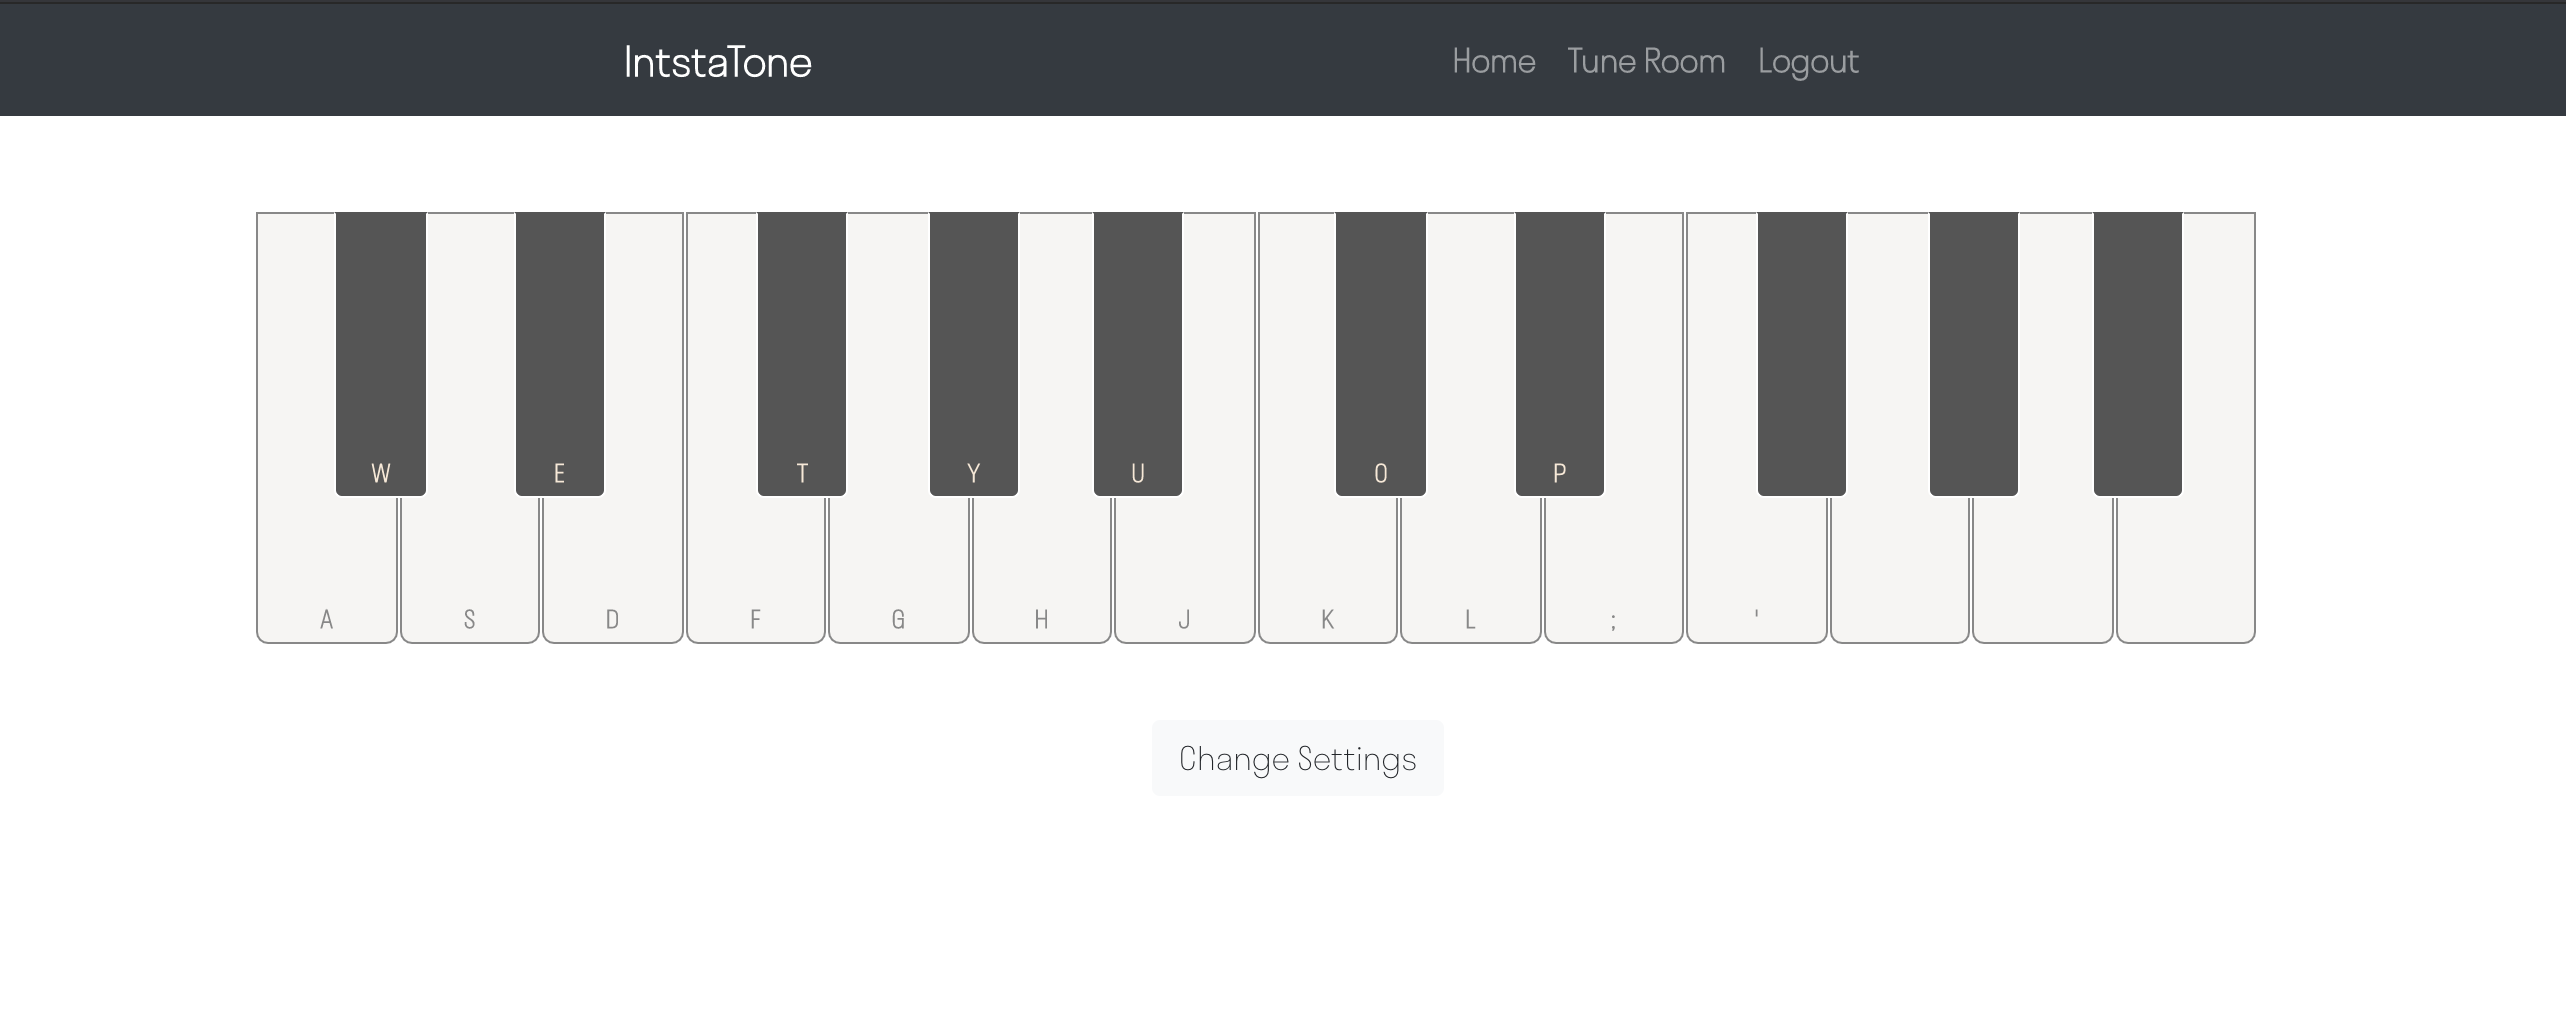 IntstaTone Home Tune Room Logout
W E T Y U O P
A S D F G H J K L ; '
Change Settings